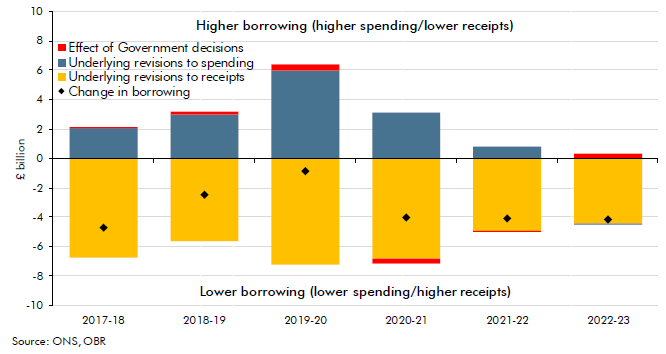 Higher borrowing (higher spending/lower receipts)
Effect of Government decisions
Underlying revisions to spending
Underlying revisions to receipts
Change in borrowing
£ billion
10
8
6
4
2
0
-2
-4
-6
-8
-10
Lower borrowing (lower spending/higher receipts)
2017-18 2018-19 2019-20 2020-21 2021-22 2022-23
Source: ONS, OBR